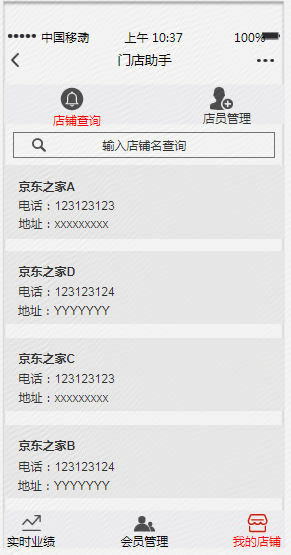 中国移动 上午 10:37 100%
门店助手
店铺查询 店员管理
输入店铺名查询
京东之家A
电话：123123123
地址：xxxxxxxxx
京东之家D
电话：123123124
地址：YYYYYYY
京东之家C
电话：123123123
地址：xxxxxxxxx
京东之家B
电话：123123124
地址：YYYYYYY
实时业绩 会员管理 我的店铺